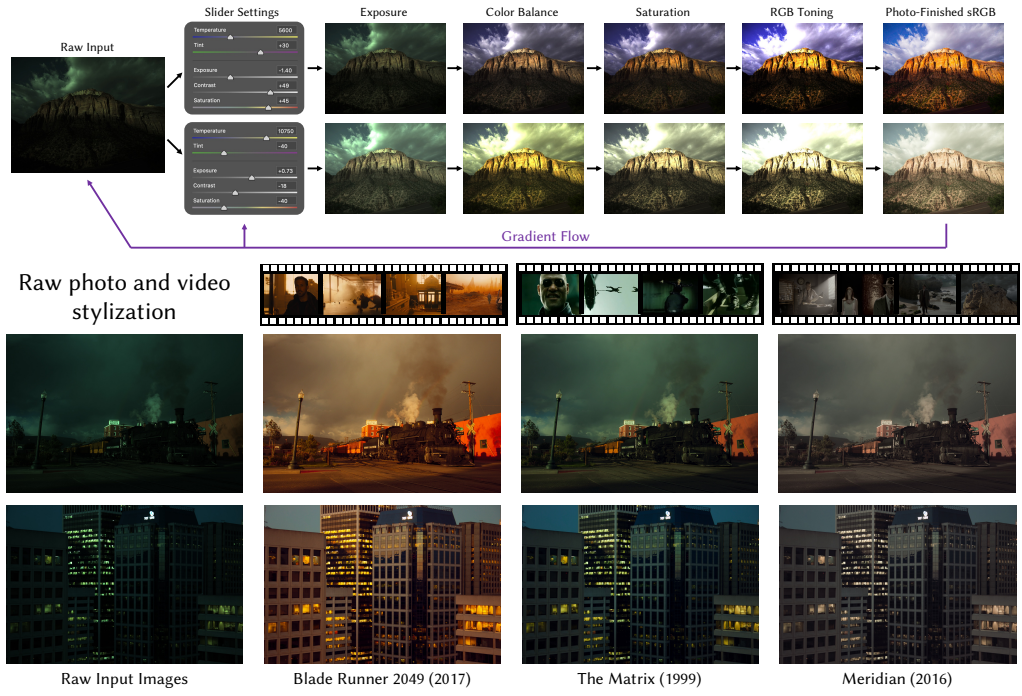 Slider Settings
Exposure
Color Balance
Saturation
RGB Toning
Photo-Finished sRGB
Raw Input
Temperature 5600
Tint +30
Exposure -1.40
Contrast +49
Saturation +45
Temperature 10750
Tint -40
Exposure +0.73
Contrast -18
Saturation -40
Gradient Flow
Raw photo and video
stylization
Raw Input Images
Blade Runner 2049 (2017)
The Matrix (1999)
Meridian (2016)